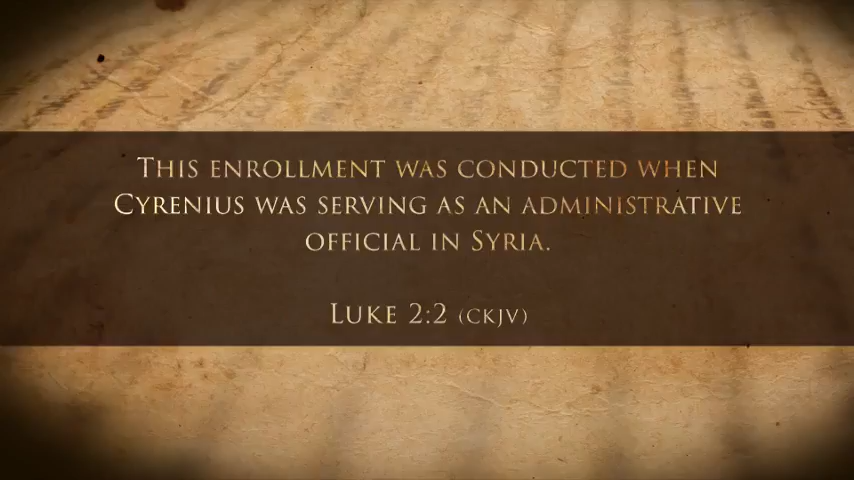 This enrollment was conducted when
Cyrenius was serving as an administrative
official in Syria.
Luke 2:2 (CKJV)